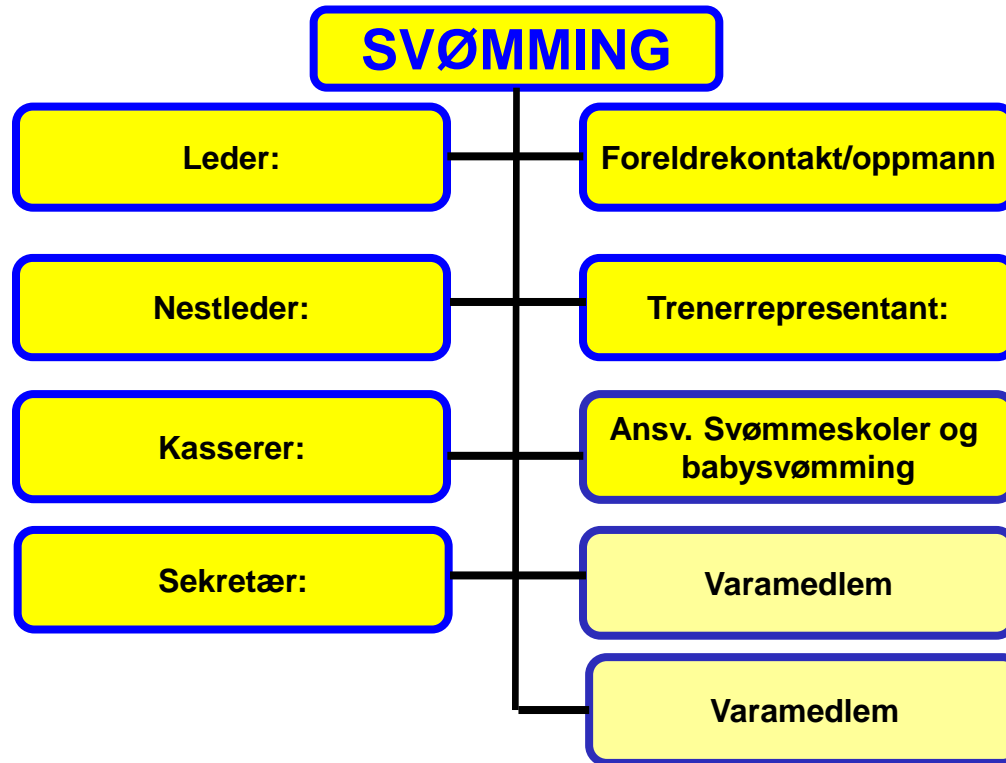 SVØMMING
Leder:
Foreldrekontakt/oppmann
Nestleder:
Trenerrepresentant:
Kasserer:
Ansv. Svømmeskoler og
babysvømming
Sekretær:
Varamedlem
Varamedlem